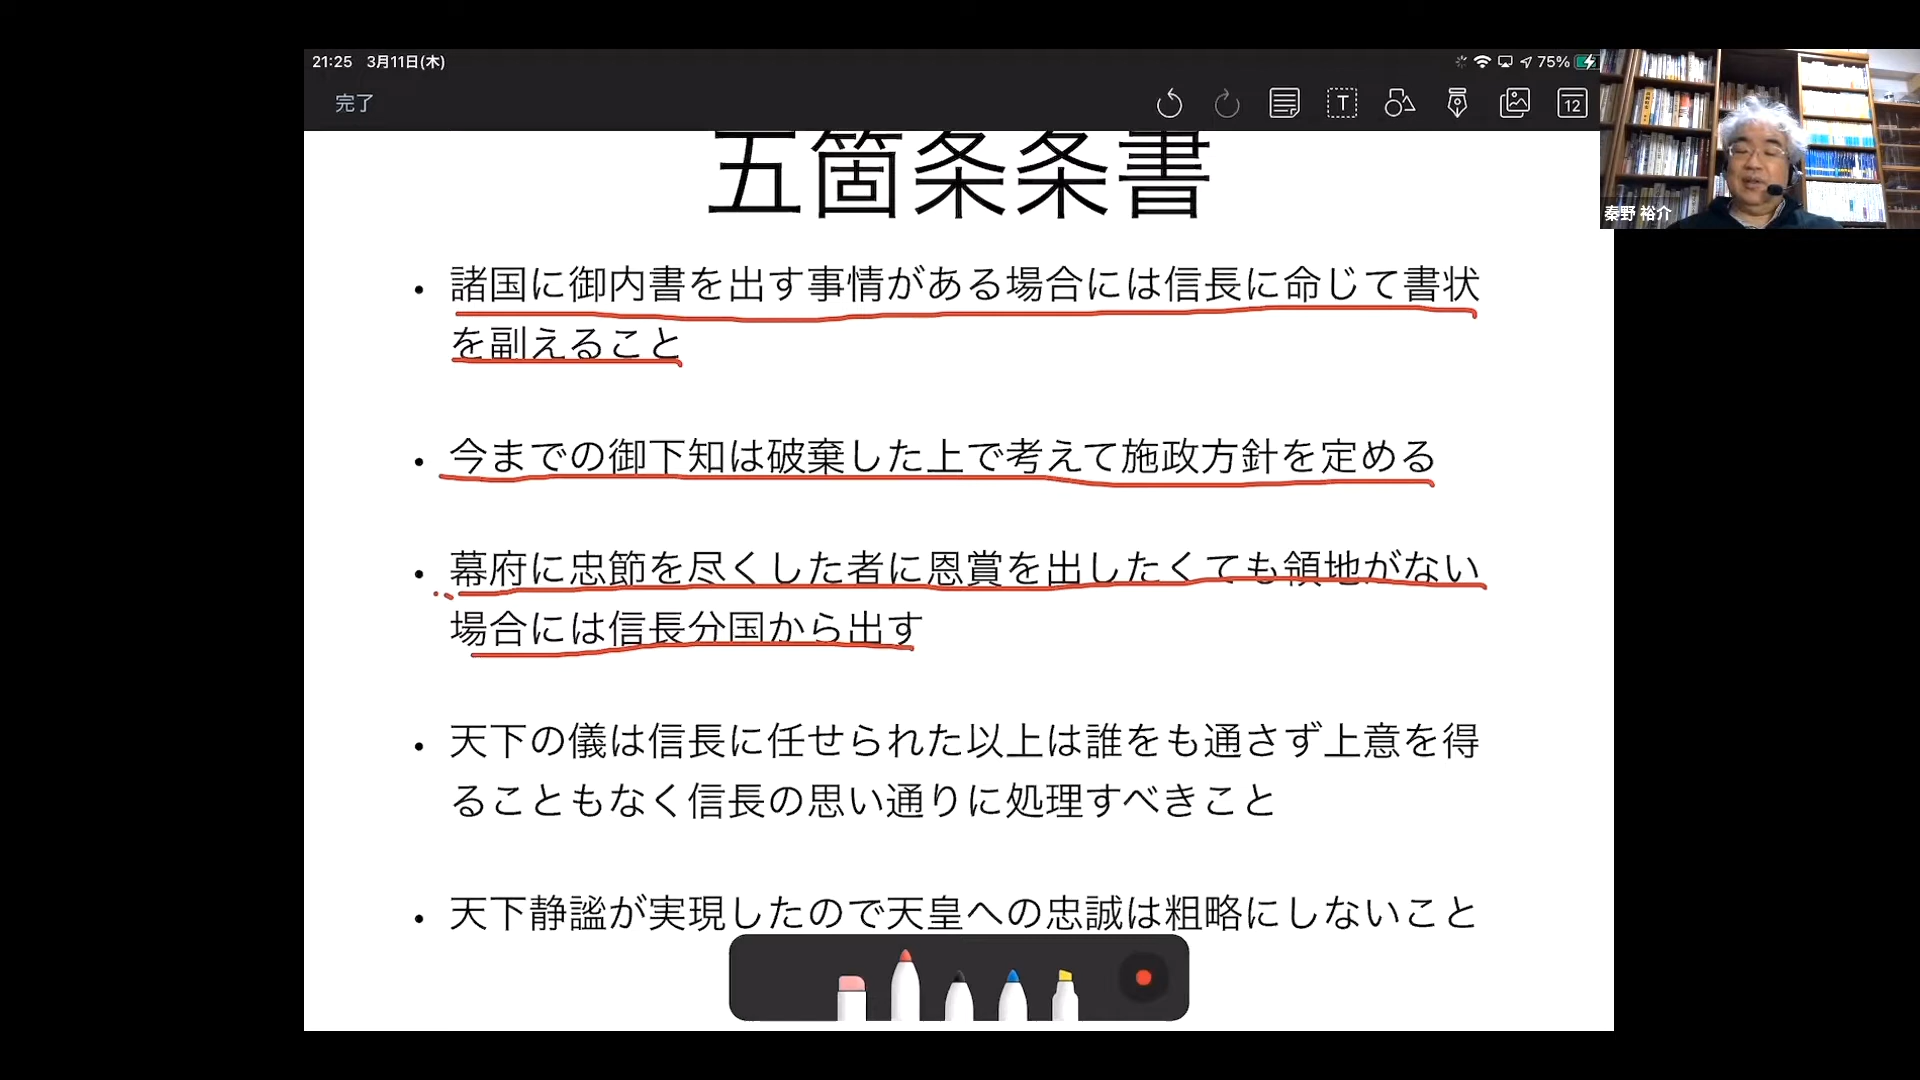 21:25 3月11日(木)
75%
完了
T
12
五箇条条書
秦野 裕介
• 諸国に御内書を出す事情がある場合には信長に命じて書状
を副えること
• 今までの御下知は破棄した上で考えて施政方針を定める
• 幕府に忠節を尽くした者に恩賞を出したくても領地がない
場合には信長分国から出す
• 天下の儀は信長に任せられた以上は誰をも通さず上意を得
ることもなく信長の思い通りに処理すべきこと
• 天下静謐が実現したので天皇への忠誠は粗略にしないこと